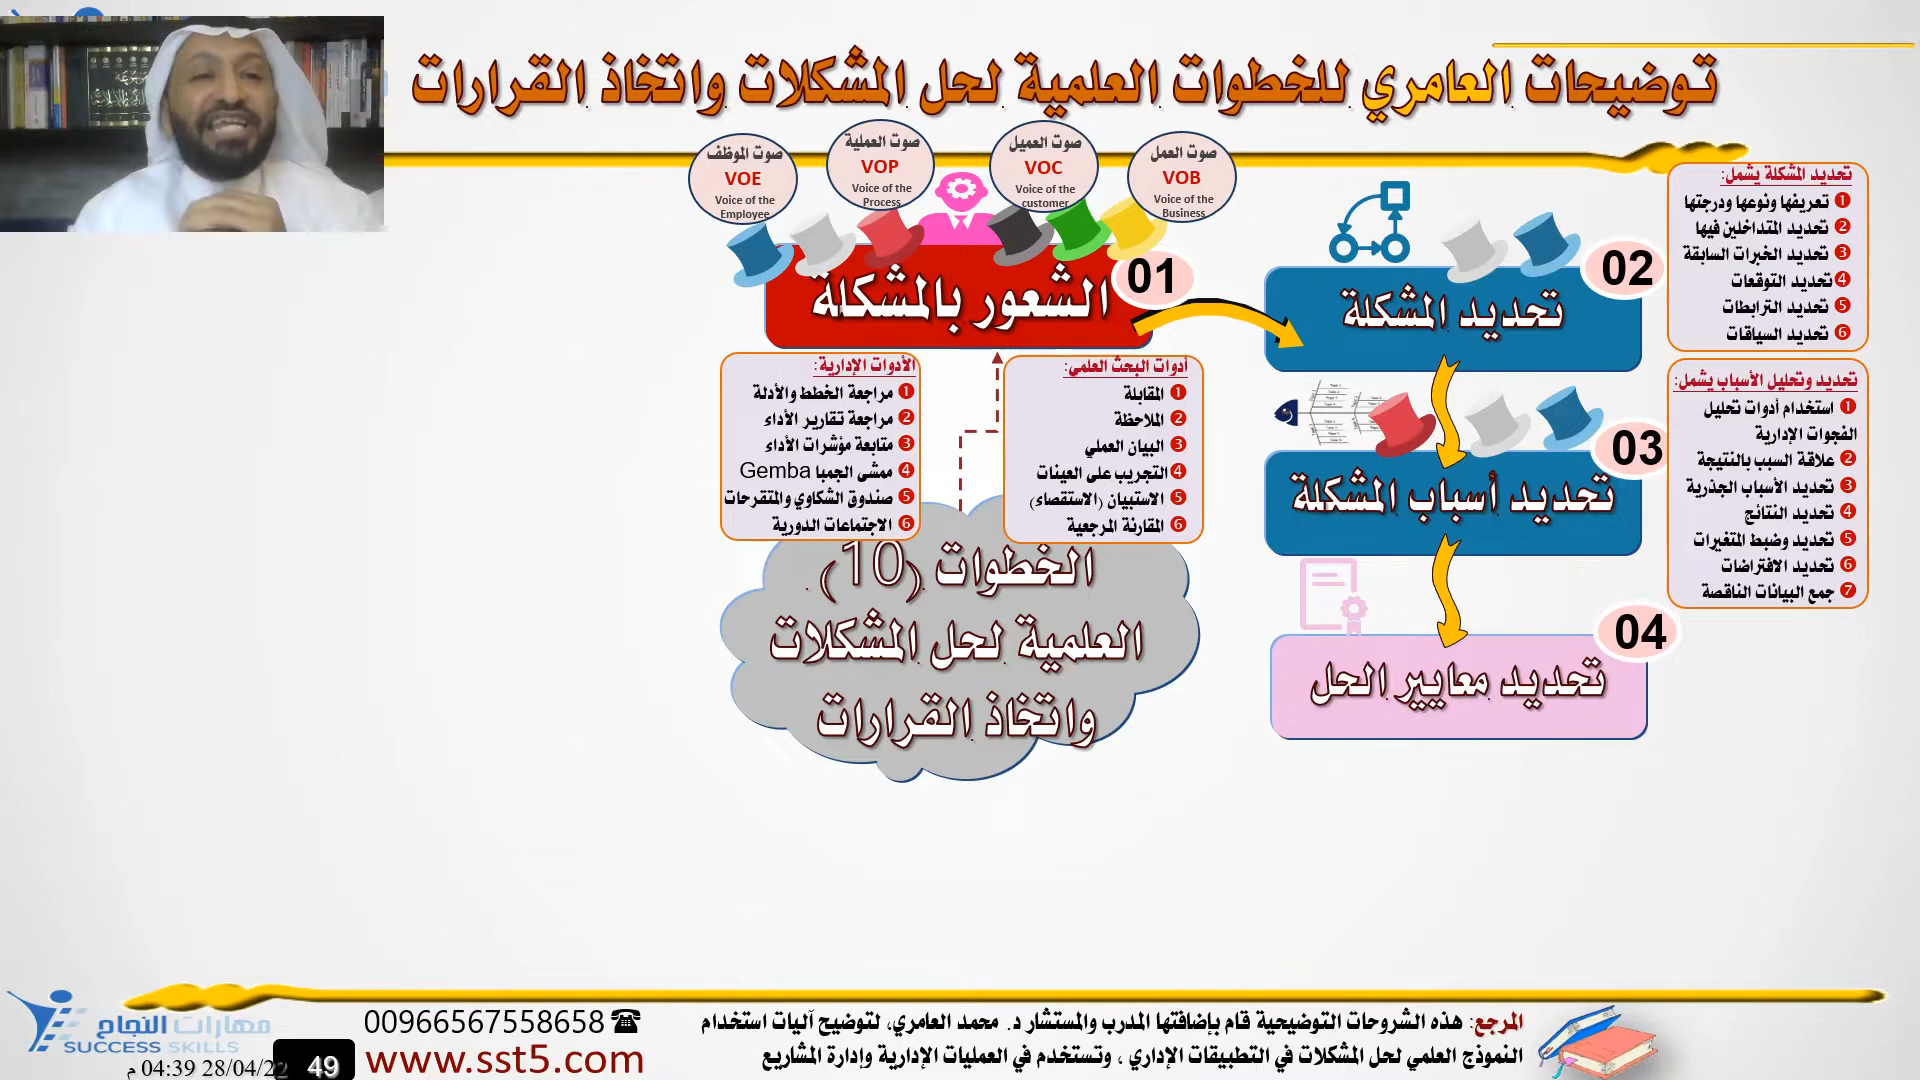 توضيحات العامري للخطوات العلمية لحل المشكلات واتخاذ القرارات
صوت العمل
VOB
Voice of the
Business
صوت العميل
VOC
Voice of the
customer
صوت العملية
VOP
Voice of the
Process
صوت الموظف
VOE
Voice of the
Employee
01
الشعور بالمشكلة
أدوات البحث العلمي:
1 المقابلة
2 الملاحظة
3 البيان العملي
4 التجريب على العينات
5 الاستبيان (الاستقصاء)
6 المقارنة المرجعية
الأدوات الإدارية:
1 مراجعة الخطط والأدلة
2 مراجعة تقارير الأداء
3 متابعة مؤشرات الأداء
4 ممشى الجمبا Gemba
5 صندوق الشكاوي والمتقرحات
6 الاجتماعات الدورية
02
تحديد المشكلة
تحديد المشكلة يشمل:
1 تعريفها ونوعها ودرجتها
2 تحديد المتداخلين فيها
3 تحديد الخبرات السابقة
4 تحديد التوقعات
5 تحديد الترابطات
6 تحديد السياقات
03
تحديد أسباب المشكلة
تحديد وتحليل الأسباب يشمل:
1 استخدام أدوات تحليل
الفجوات الإدارية
2 علاقة السبب بالنتيجة
3 تحديد الأسباب الجذرية
4 تحديد النتائج
5 تحديد وضبط المتغيرات
6 تحديد الافتراضات
7 جمع البيانات الناقصة
04
تحديد معايير الحل
الخطوات (10)
العلمية لحل المشكلات
واتخاذ القرارات
المرجع: هذه الشروحات التوضيحية قام بإضافتها المدرب والمستشار د. محمد العامري، لتوضيح آليات استخدام
النموذج العلمي لحل المشكلات في التطبيقات الإداري ، وتستخدم في العمليات الإدارية وإدارة المشاريع
00966567558658
www.sst5.com
مهارات النجاح
SUCCESS SKILLS
49
28/04/22 04:39 م